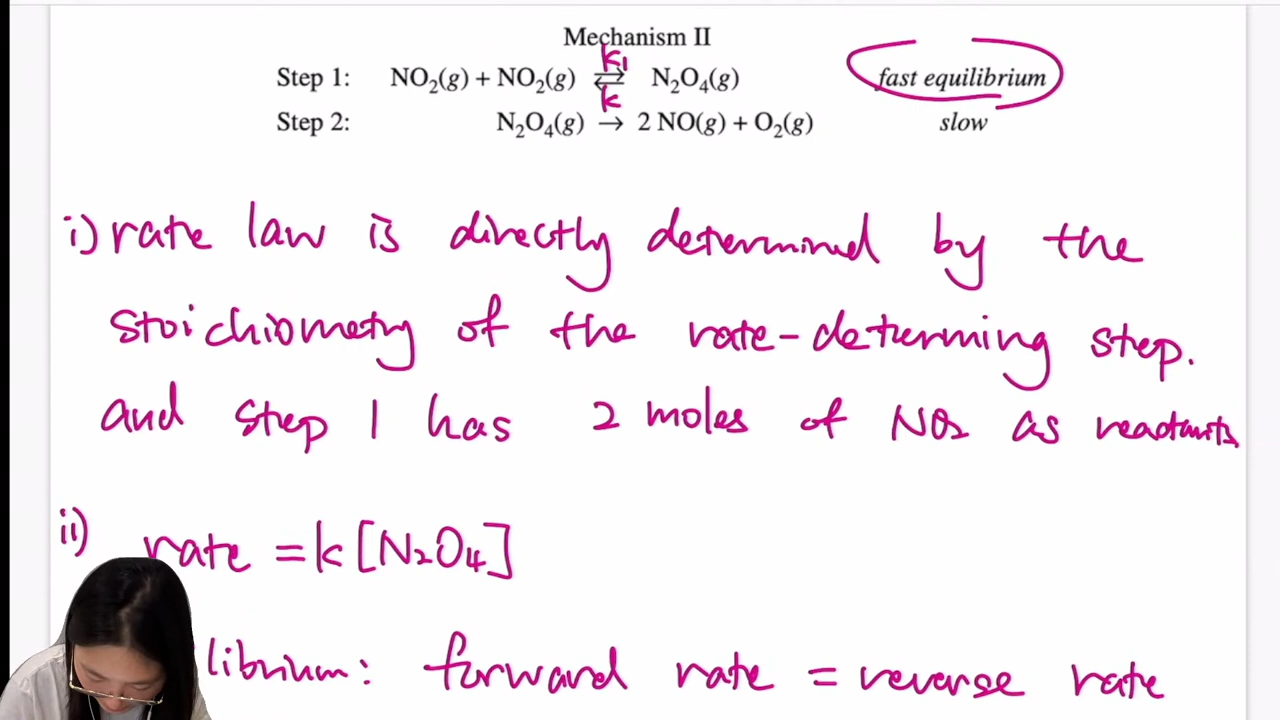 Mechanism II
k1
Step 1: NO₂(g) + NO₂(g) ⇄ N₂O₄(g) fast equilibrium
k
Step 2: N₂O₄(g) → 2 NO(g) + O₂(g) slow
i) rate law is directly determined by the
stoichiometry of the rate-determining step.
and step 1 has 2 moles of NO2 as reactants
ii) rate = k[N2O4]
librium: forward rate = reverse rate